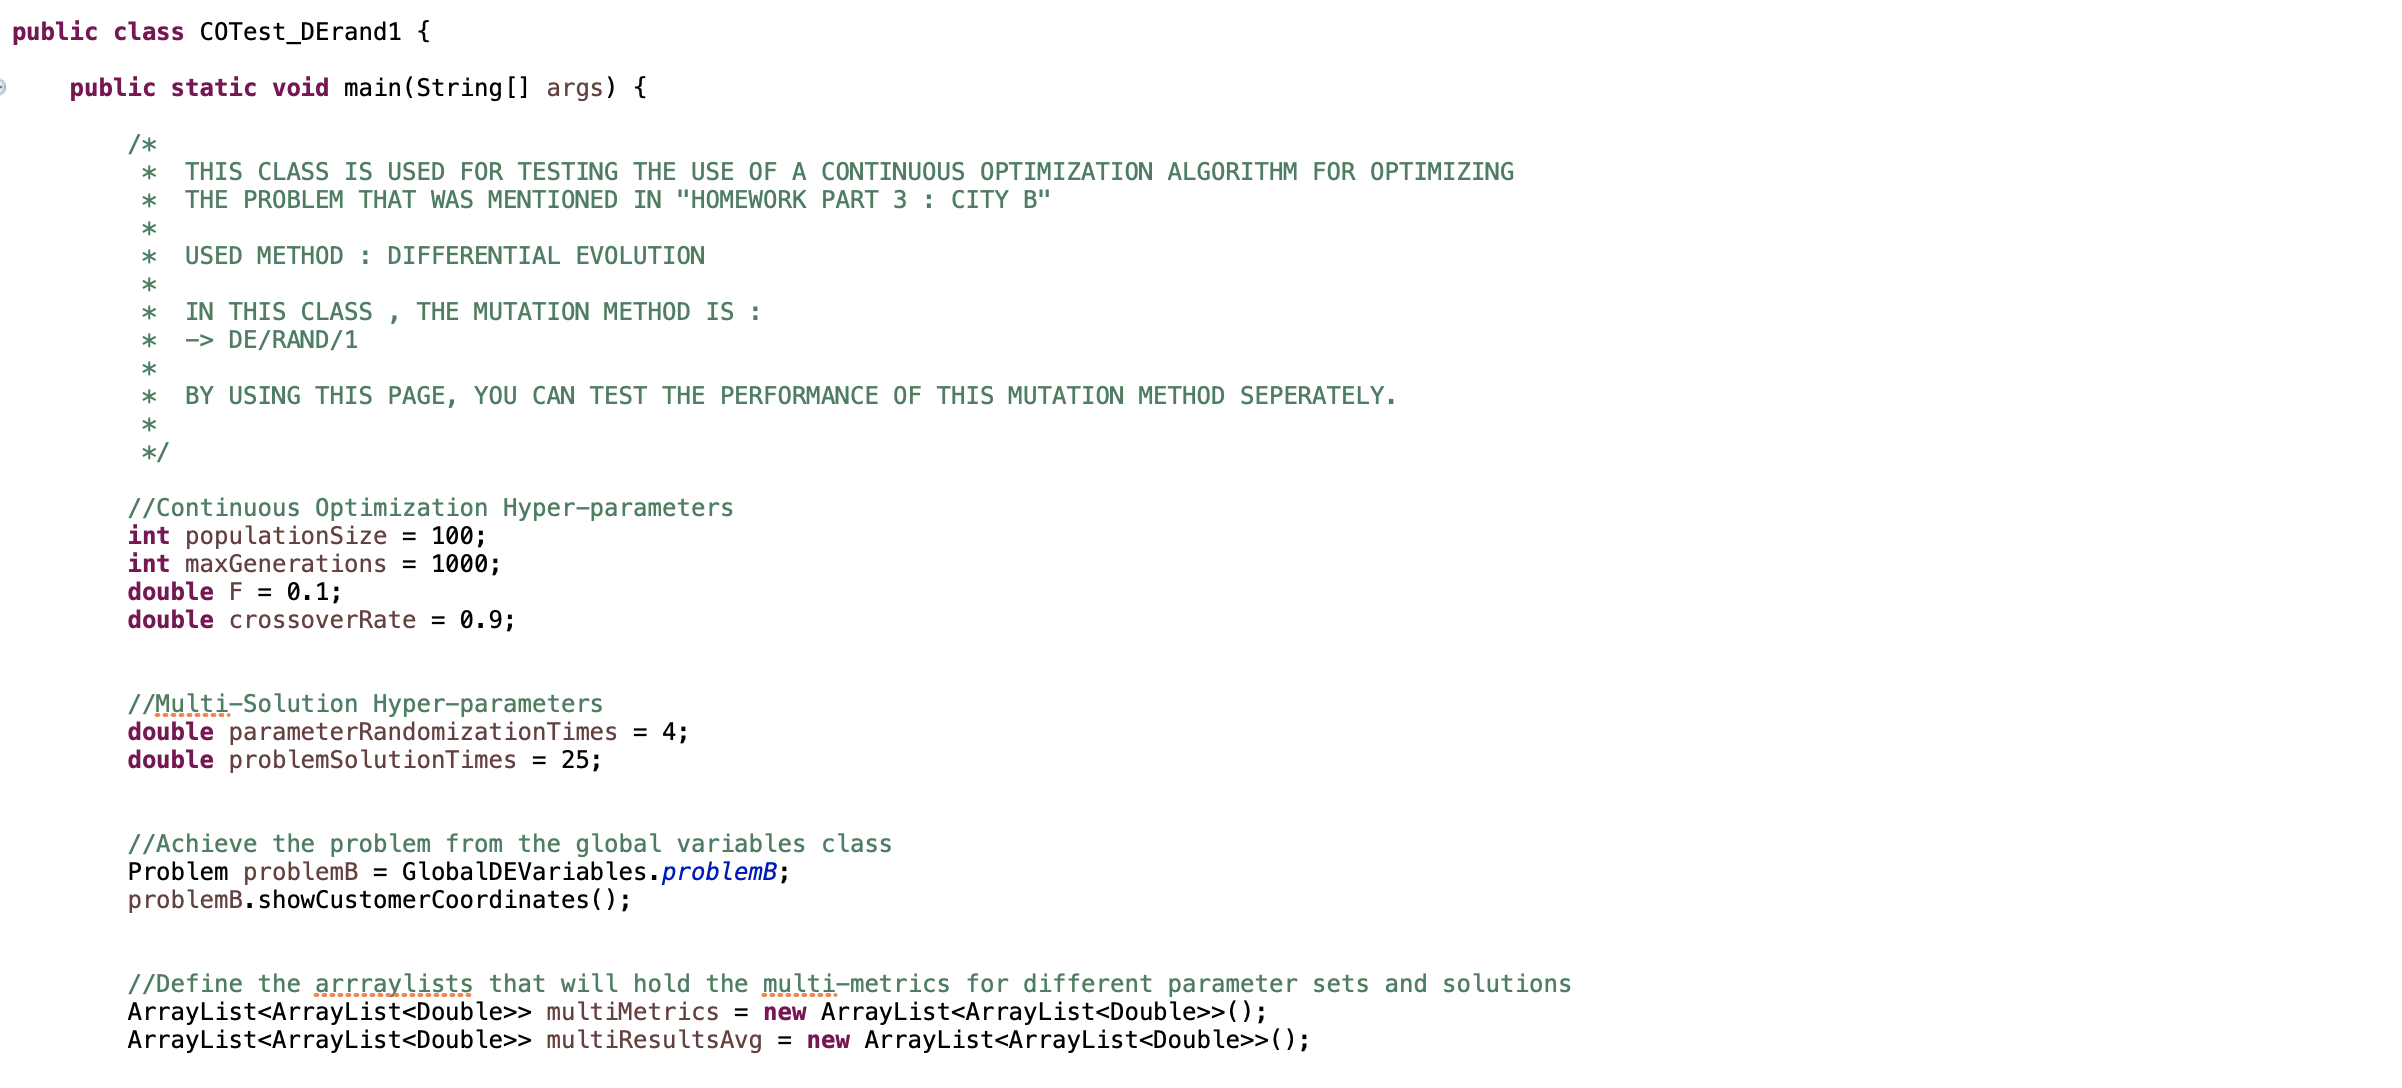 public class COTest_DErand1 {
public static void main(String[] args) {
/*
* THIS CLASS IS USED FOR TESTING THE USE OF A CONTINUOUS OPTIMIZATION ALGORITHM FOR OPTIMIZING
* THE PROBLEM THAT WAS MENTIONED IN "HOMEWORK PART 3 : CITY B"
*
* USED METHOD : DIFFERENTIAL EVOLUTION
*
* IN THIS CLASS , THE MUTATION METHOD IS :
* -> DE/RAND/1
*
* BY USING THIS PAGE, YOU CAN TEST THE PERFORMANCE OF THIS MUTATION METHOD SEPERATELY.
*
*/
//Continuous Optimization Hyper-parameters
int populationSize = 100;
int maxGenerations = 1000;
double F = 0.1;
double crossoverRate = 0.9;
//Multi-Solution Hyper-parameters
double parameterRandomizationTimes = 4;
double problemSolutionTimes = 25;
//Achieve the problem from the global variables class
Problem problemB = GlobalDEVariables.problemB;
problemB.showCustomerCoordinates();
//Define the arrraylists that will hold the multi-metrics for different parameter sets and solutions
ArrayList<ArrayList<Double>> multiMetrics = new ArrayList<ArrayList<Double>>();
ArrayList<ArrayList<Double>> multiResultsAvg = new ArrayList<ArrayList<Double>>();